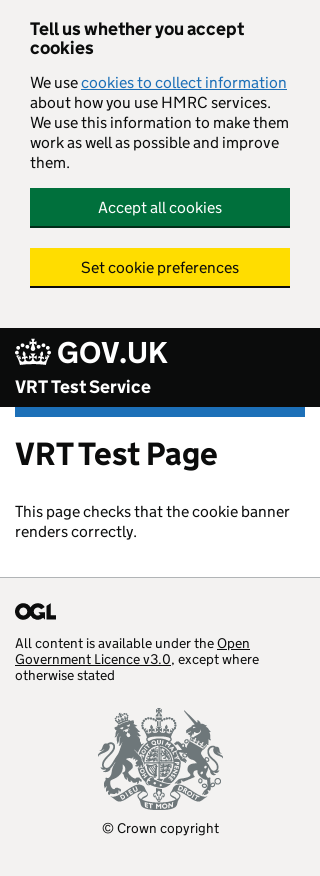 Tell us whether you accept
cookies
We use cookies to collect information
about how you use HMRC services.
We use this information to make them
work as well as possible and improve
them.
Accept all cookies
Set cookie preferences
GOV.UK
VRT Test Service
VRT Test Page
This page checks that the cookie banner
renders correctly.
OGL
All content is available under the Open
Government Licence v3.0, except where
otherwise stated
DIEU ET MON DROIT
© Crown copyright